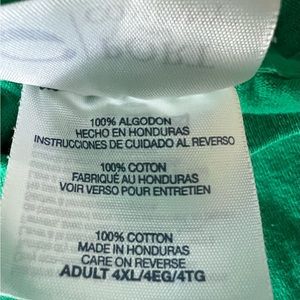 100% ALGODON
HECHO EN HONDURAS
INSTRUCCIONES DE CUIDADO AL REVERSO
100% COTON
FABRIQUÉ AU HONDURAS
VOIR VERSO POUR ENTRETIEN
100% COTTON
MADE IN HONDURAS
CARE ON REVERSE
ADULT 4XL/4EG/4TG